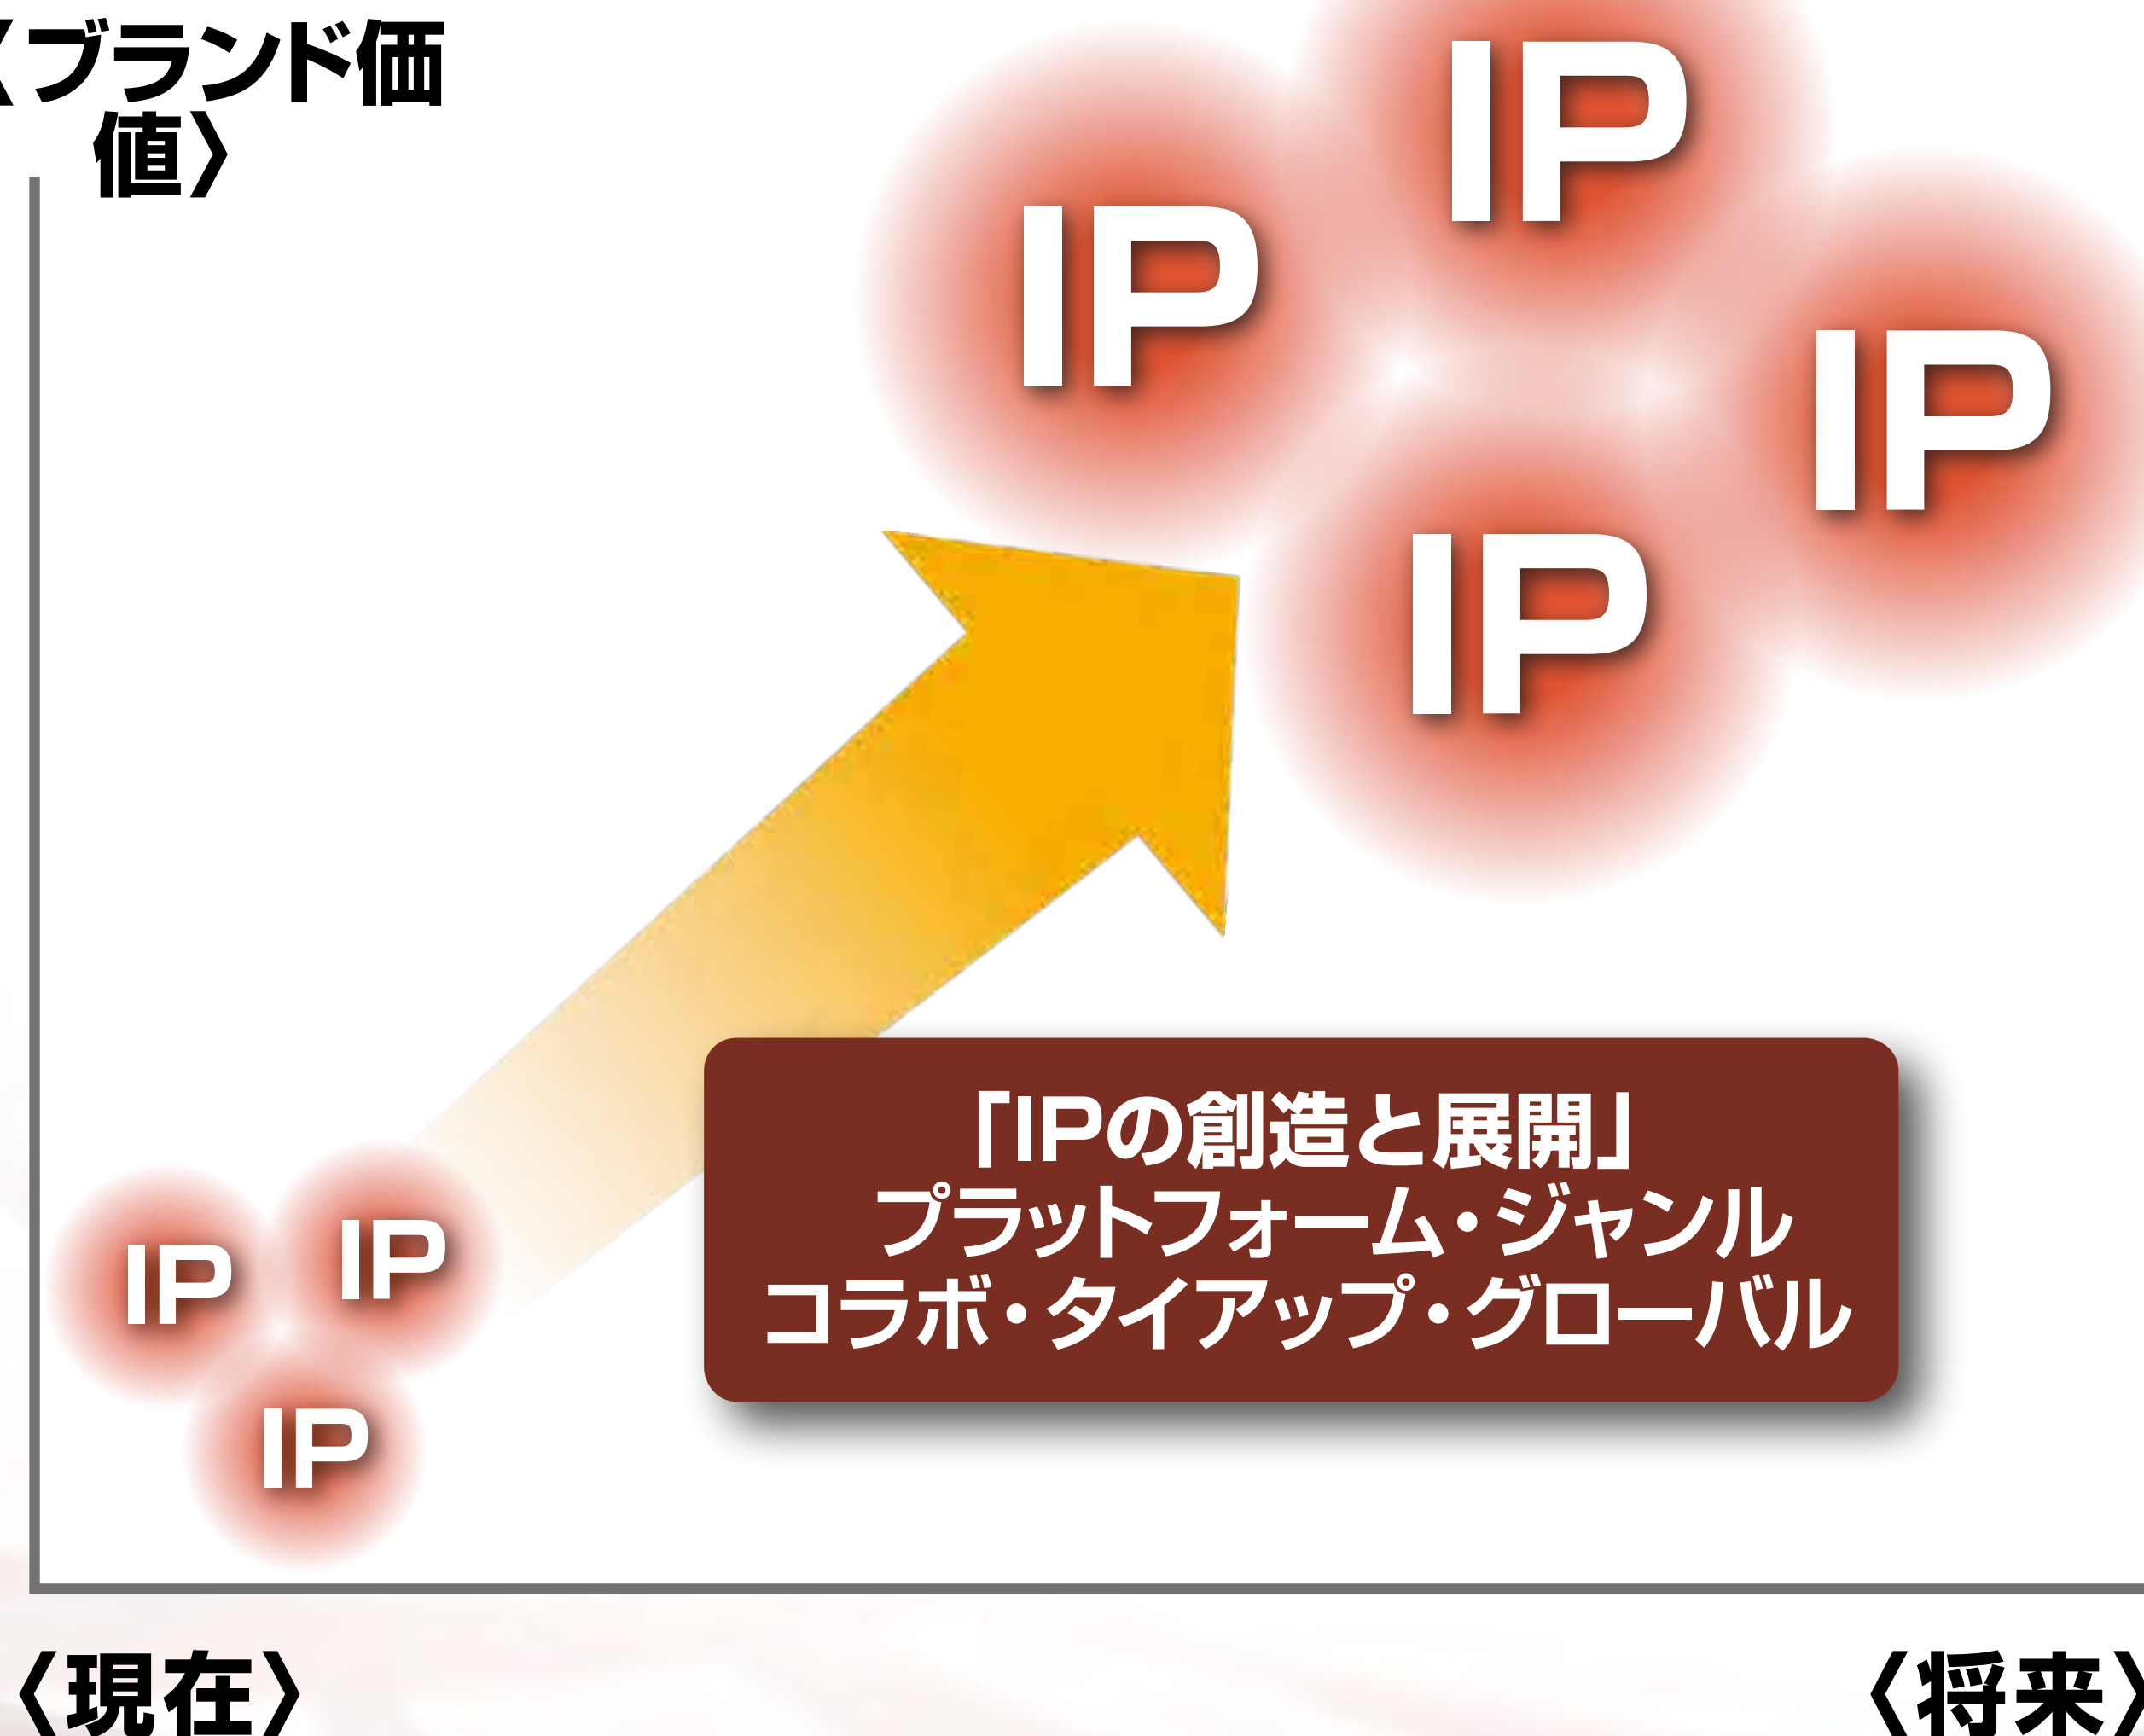 〈ブランド価
値〉
IP
IP
IP
IP
「IPの創造と展開」
プラットフォーム・ジャンル
コラボ・タイアップ・グローバル
IP
IP
IP
〈現在〉
〈将来〉